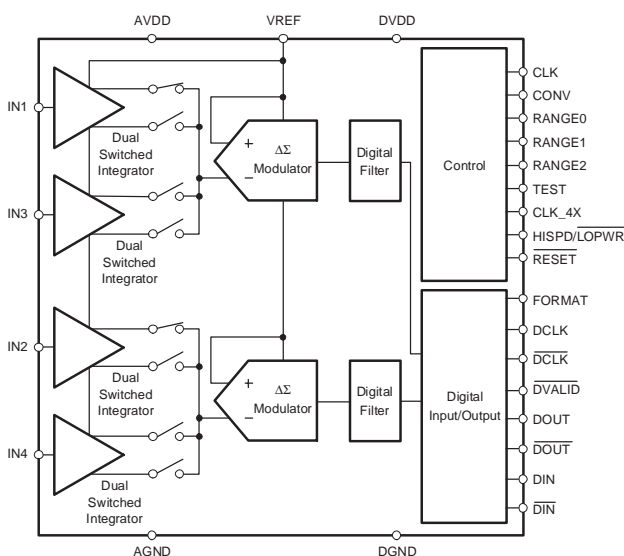 AVDD
VREF
DVDD
IN1
Dual
Switched
Integrator
IN3
Dual
Switched
Integrator
+
−
ΔΣ
Modulator
Digital
Filter
Control
CLK
CONV
RANGE0
RANGE1
RANGE2
TEST
CLK_4X
HISPD/LOPWR
RESET
IN2
Dual
Switched
Integrator
IN4
Dual
Switched
Integrator
+
−
ΔΣ
Modulator
Digital
Filter
Digital
Input/Output
FORMAT
DCLK
DCLK
DVALID
DOUT
DOUT
DIN
DIN
AGND
DGND